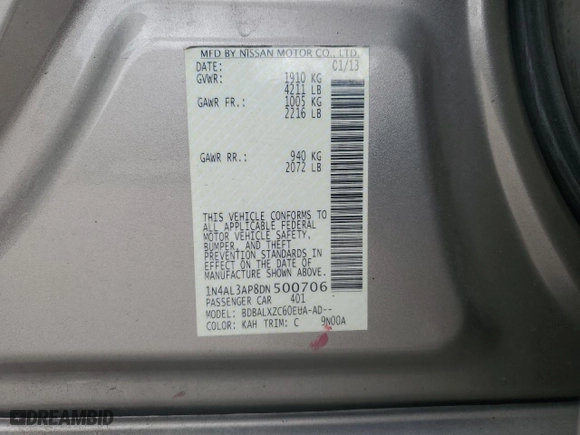 MFD BY NISSAN MOTOR CO., LTD.
DATE: 01/13
GVWR: 1910 KG
4211 LB
GAWR FR.: 1005 KG
2216 LB
GAWR RR.: 940 KG
2072 LB
THIS VEHICLE CONFORMS TO
ALL APPLICABLE FEDERAL
MOTOR VEHICLE SAFETY,
BUMPER, AND THEFT
PREVENTION STANDARDS IN
EFFECT ON THE DATE OF
MANUFACTURE SHOWN ABOVE.
1N4AL3AP8DN500706
PASSENGER CAR 401
MODEL: BDBALXZC60EUA-AD--
COLOR: KAH TRIM: C 9N00A
DREAMBID